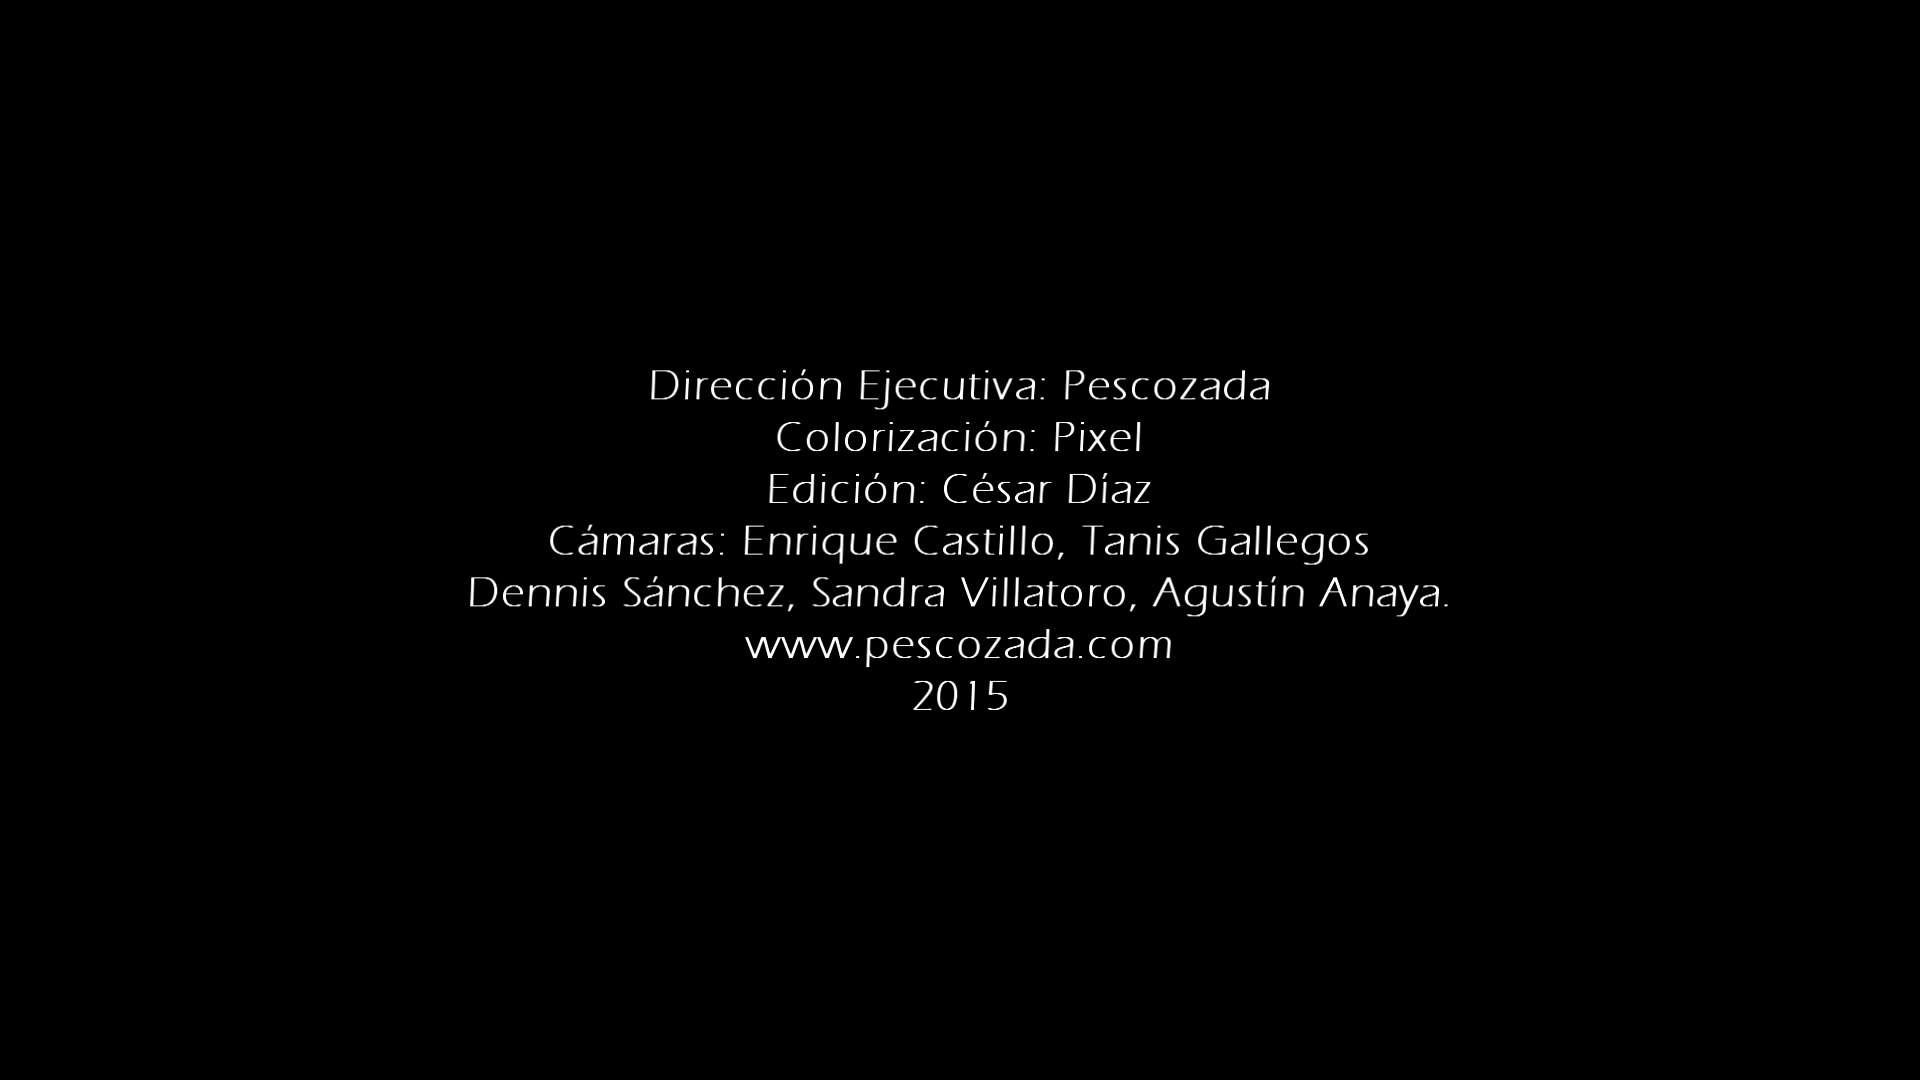 Dirección Ejecutiva: Pescozada
Colorización: Pixel
Edición: César Díaz
Cámaras: Enrique Castillo, Tanis Gallegos
Dennis Sánchez, Sandra Villatoro, Agustín Anaya.
www.pescozada.com
2015